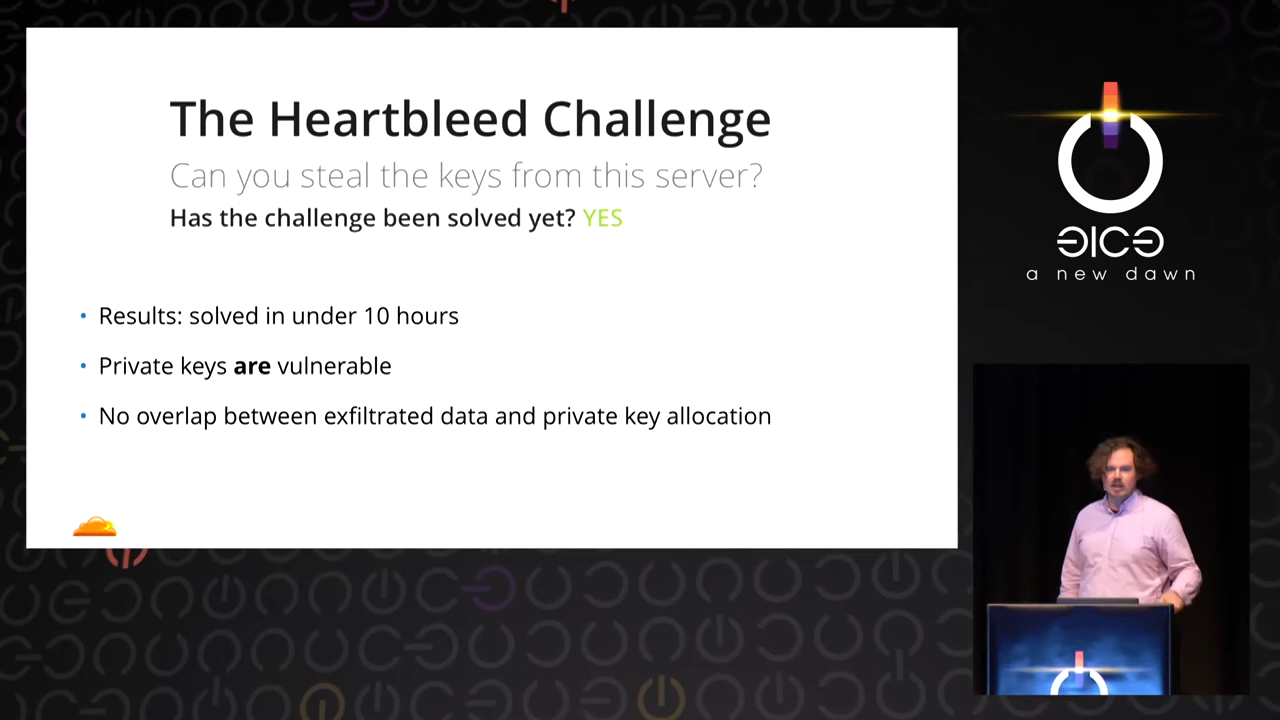 The Heartbleed Challenge
Can you steal the keys from this server?
Has the challenge been solved yet? YES
• Results: solved in under 10 hours
• Private keys are vulnerable
• No overlap between exfiltrated data and private key allocation
31C3
a new dawn